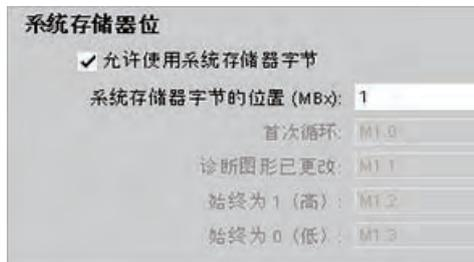 系统存储器位
允许使用系统存储器字节
系统存储器字节的位置 (MBx): 1
首次循环: M1.0
诊断图形已更改: M1.1
始终为 1 (高): M1.2
始终为 0 (低): M1.3